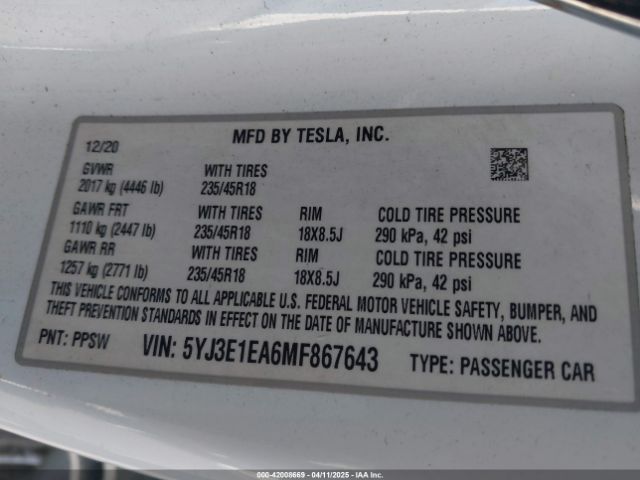 MFD BY TESLA, INC.
12/20
GVWR WITH TIRES
2017 kg (4446 lb) 235/45R18
GAWR FRT WITH TIRES RIM COLD TIRE PRESSURE
1110 kg (2447 lb) 235/45R18 18X8.5J 290 kPa, 42 psi
GAWR RR WITH TIRES RIM COLD TIRE PRESSURE
1257 kg (2771 lb) 235/45R18 18X8.5J 290 kPa, 42 psi
THIS VEHICLE CONFORMS TO ALL APPLICABLE U.S. FEDERAL MOTOR VEHICLE SAFETY, BUMPER, AND
THEFT PREVENTION STANDARDS IN EFFECT ON THE DATE OF MANUFACTURE SHOWN ABOVE.
PNT: PPSW VIN: 5YJ3E1EA6MF867643 TYPE: PASSENGER CAR
000-42008669 - 04/11/2025 - IAA Inc.